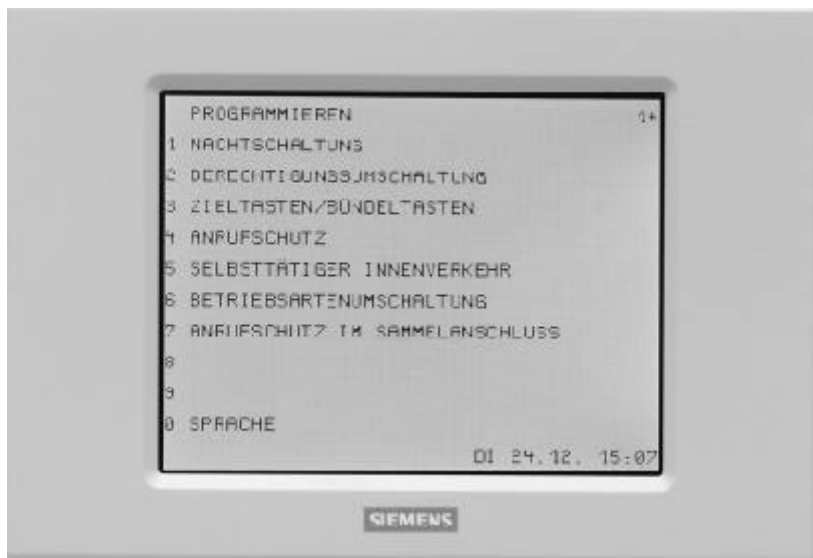 PROGRAMMIEREN 1*
1 NACHTSCHALTUNG
2 BERECHTIGUNGSUMSCHALTUNG
3 ZIELTASTEN/BÜNDELTASTEN
4 ANRUFSCHUTZ
5 SELBSTTÄTIGER INNENVERKEHR
6 BETRIEBSARTENUMSCHALTUNG
7 ANRUFSCHUTZ IM SAMMELANSCHLUSS
8
9
0 SPRACHE
DI 24.12. 15:07
SIEMENS